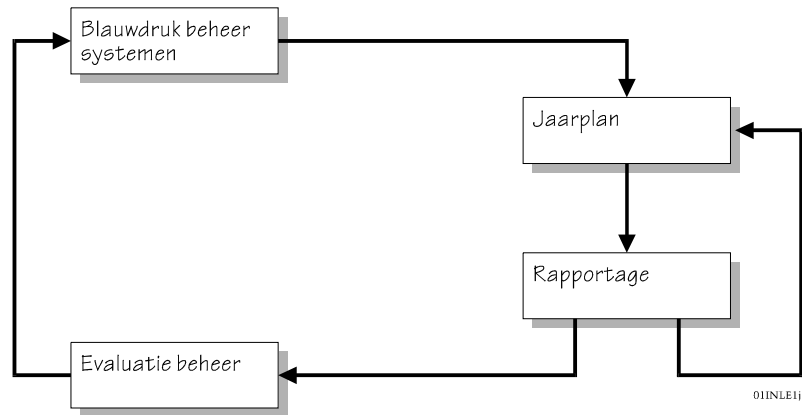 Blauwdruk beheer
systemen
Jaarplan
Rapportage
Evaluatie beheer
01INLE1j